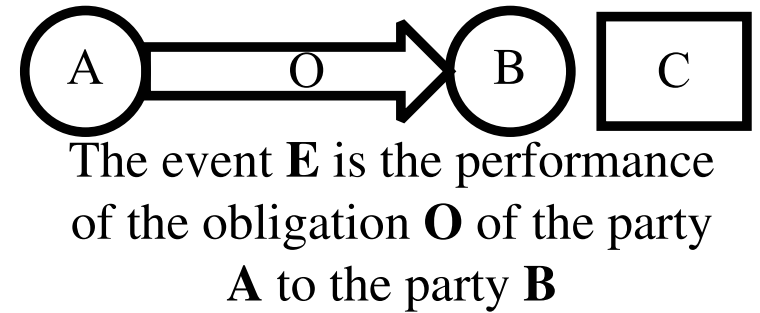 A O B C
The event E is the performance
of the obligation O of the party
A to the party B